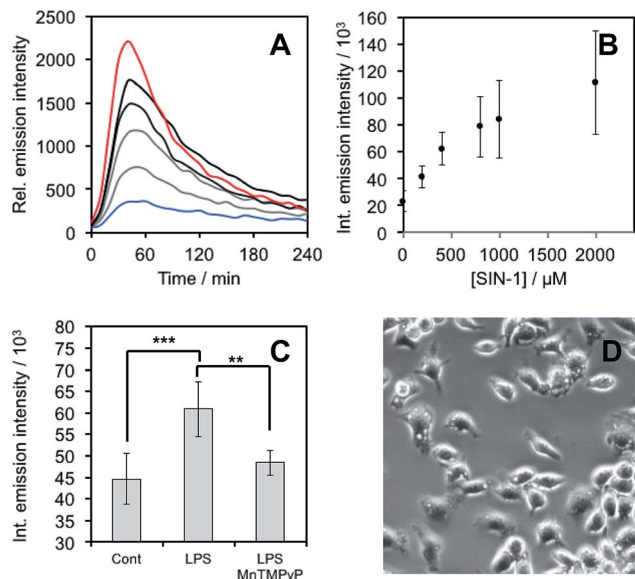 A
Rel. emission intensity
2500
2000
1500
1000
500
0
0 60 120 180 240
Time / min
B
Int. emission intensity / 10³
160
140
120
100
80
60
40
20
0
0 500 1000 1500 2000
[SIN-1] / µM
C
Int. emission intensity / 10³
80
75
70
65
60
55
50
45
40
35
30
***
**
Cont LPS LPS
MnTMPyP
D